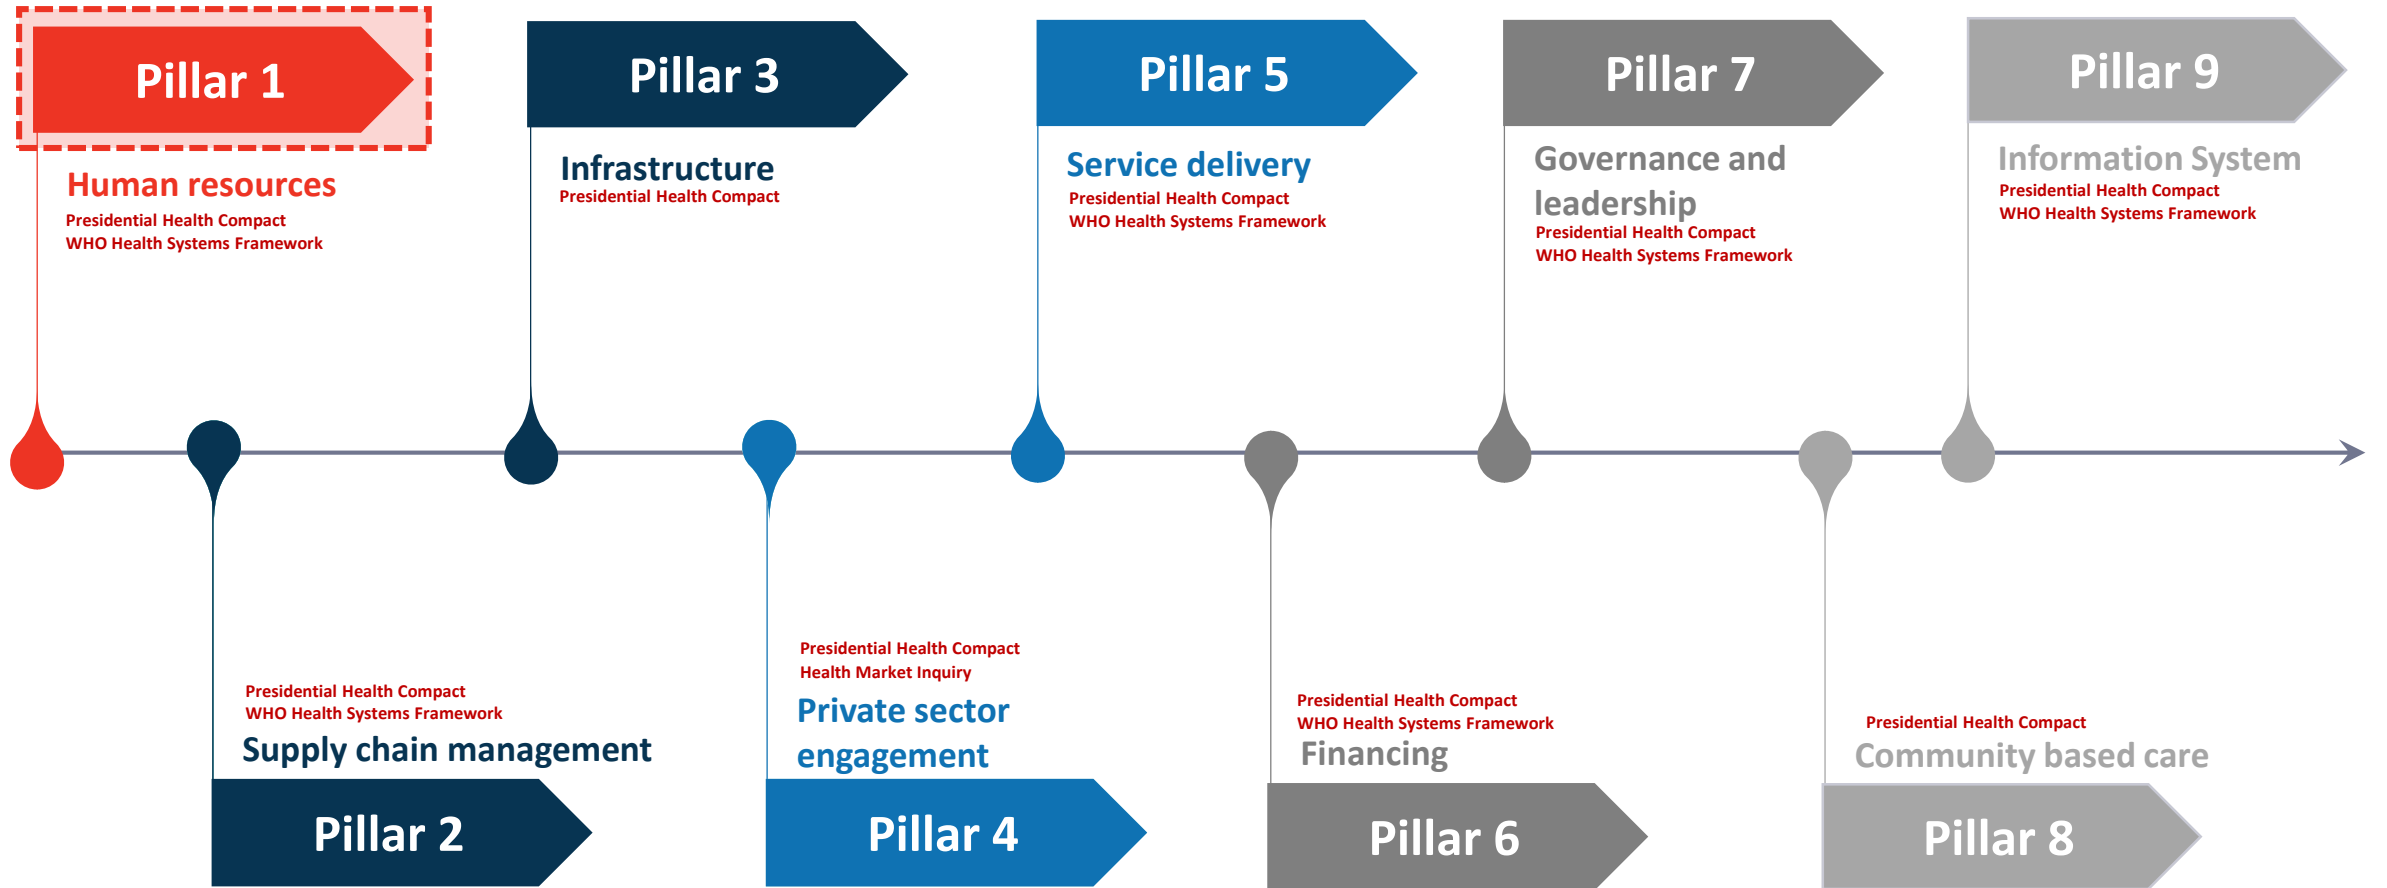 Pillar 1
Human resources
Presidential Health Compact
WHO Health Systems Framework
Pillar 3
Infrastructure
Presidential Health Compact
Pillar 5
Service delivery
Presidential Health Compact
WHO Health Systems Framework
Pillar 7
Governance and
leadership
Presidential Health Compact
WHO Health Systems Framework
Pillar 9
Information System
Presidential Health Compact
WHO Health Systems Framework
Presidential Health Compact
WHO Health Systems Framework
Supply chain management
Pillar 2
Presidential Health Compact
Health Market Inquiry
Private sector
engagement
Pillar 4
Presidential Health Compact
WHO Health Systems Framework
Financing
Pillar 6
Presidential Health Compact
Community based care
Pillar 8